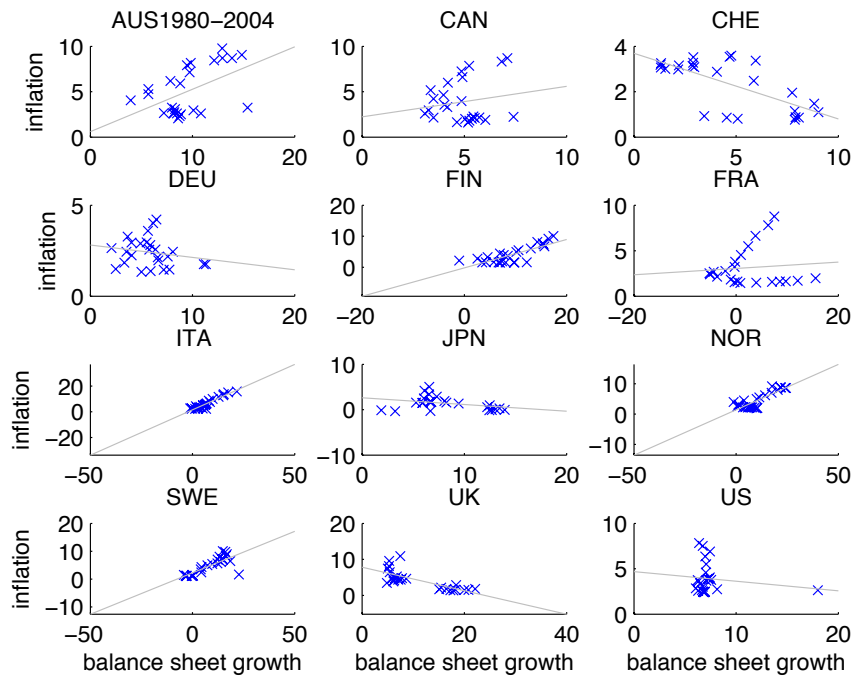 AUS1980−2004 CAN CHE
inflation
10
5
0
0 10 20
10
5
0
0 5 10
4
2
0
0 5 10
DEU FIN FRA
inflation
5
0
0 10 20
20
10
0
−20 0 20
10
5
0
−20 0 20
ITA JPN NOR
inflation
20
0
−20
−50 0 50
10
0
−10
0 10 20
10
0
−10
−50 0 50
SWE UK US
inflation
20
10
0
−10
−50 0 50
20
10
0
0 20 40
10
5
0
0 10 20
balance sheet growth balance sheet growth balance sheet growth